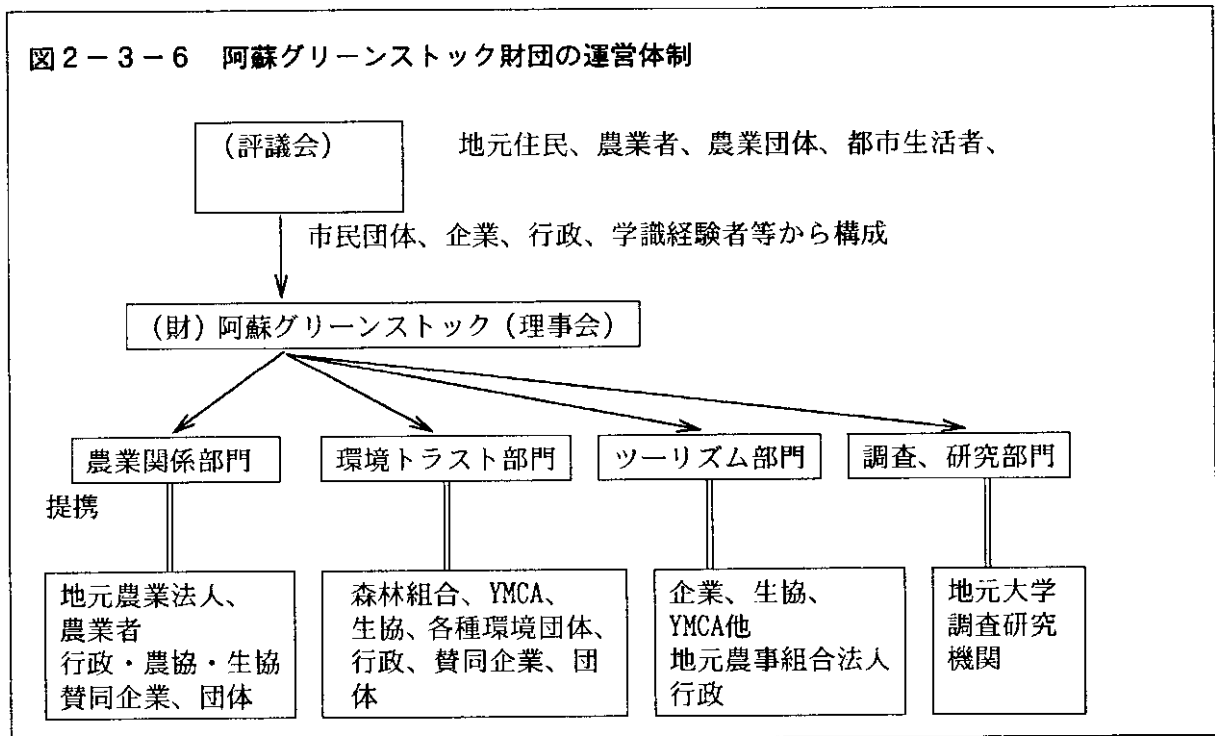 図2-3-6 阿蘇グリーンストック財団の運営体制
(評議会)
地元住民、農業者、農業団体、都市生活者、
市民団体、企業、行政、学識経験者等から構成
(財)阿蘇グリーンストック(理事会)
農業関係部門
環境トラスト部門
ツーリズム部門
調査、研究部門
提携
地元農業法人、
農業者
行政・農協・生協
賛同企業、団体
森林組合、YMCA、
生協、各種環境団体、
行政、賛同企業、団
体
企業、生協、
YMCA他
地元農事組合法人
行政
地元大学
調査研究
機関